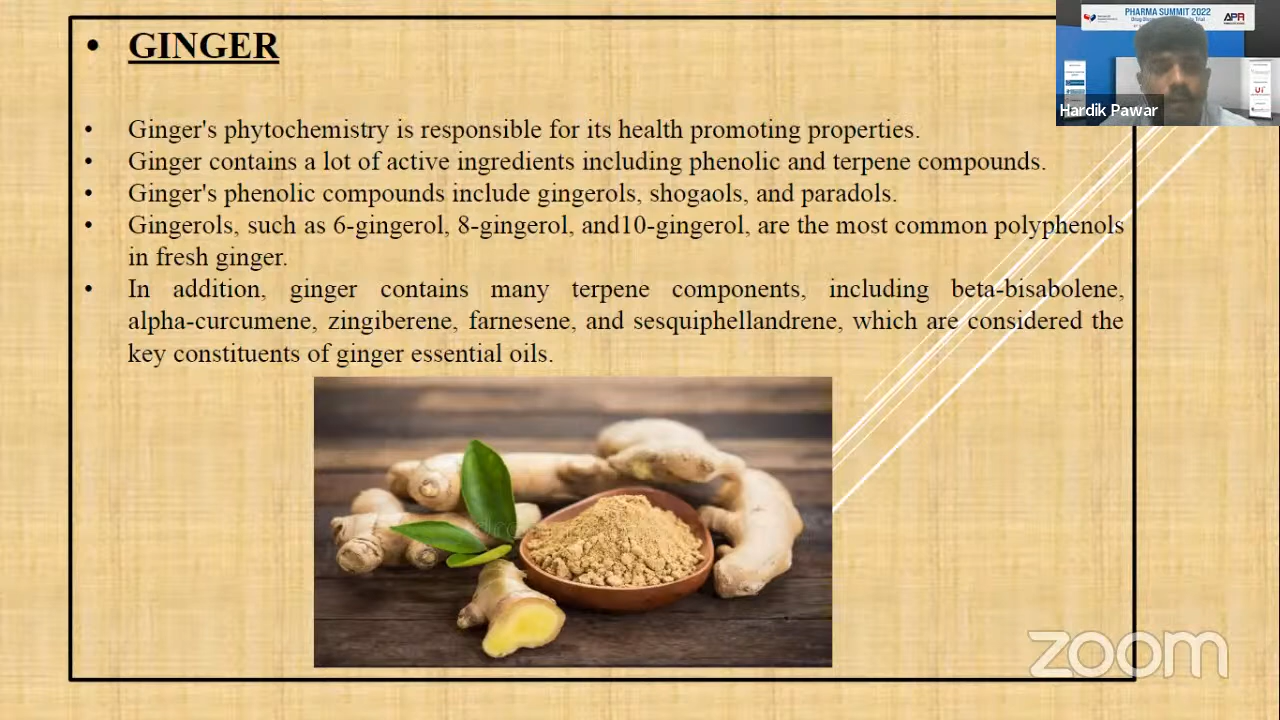 • GINGER
PHARMA SUMMIT 2022
APR
Hardik Pawar
• Ginger's phytochemistry is responsible for its health promoting properties.
• Ginger contains a lot of active ingredients including phenolic and terpene compounds.
• Ginger's phenolic compounds include gingerols, shogaols, and paradols.
• Gingerols, such as 6-gingerol, 8-gingerol, and10-gingerol, are the most common polyphenols
in fresh ginger.
• In addition, ginger contains many terpene components, including beta-bisabolene,
alpha-curcumene, zingiberene, farnesene, and sesquiphellandrene, which are considered the
key constituents of ginger essential oils.
zoom